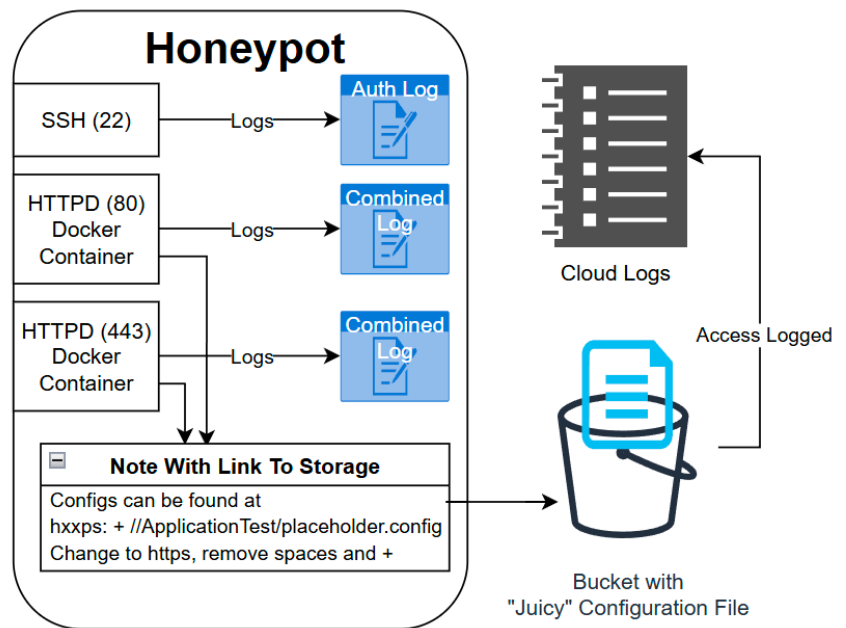 Honeypot
SSH (22)
Logs
Auth Log
HTTPD (80)
Docker
Container
Logs
Combined
Log
HTTPD (443)
Docker
Container
Logs
Combined
Log
Note With Link To Storage
Configs can be found at
hxxps: + //ApplicationTest/placeholder.config
Change to https, remove spaces and +
Cloud Logs
Access Logged
Bucket with
"Juicy" Configuration File